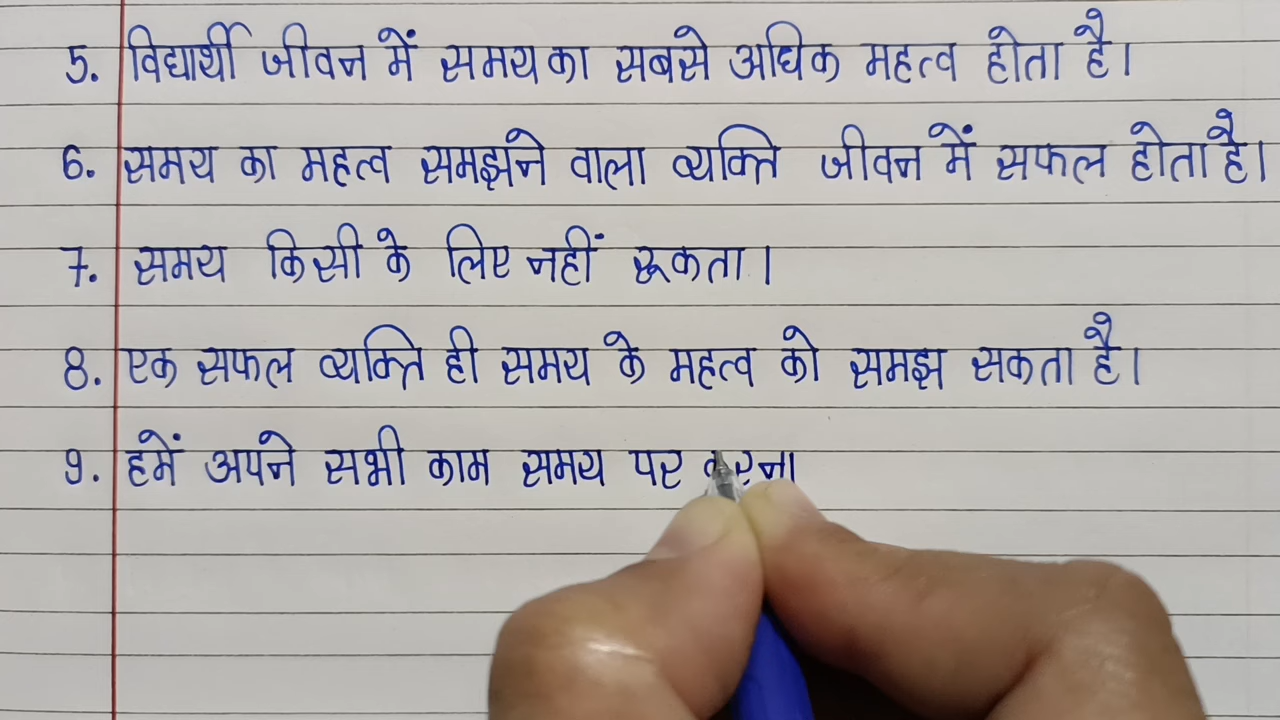 5. विद्यार्थी जीवन में समय का सबसे अधिक महत्व होता है।
6. समय का महत्व समझने वाला व्यक्ति जीवन में सफल होता है।
7. समय किसी के लिए नहीं रूकता।
8. एक सफल व्यक्ति ही समय के महत्व को समझ सकता है।
9. हमें अपने सभी काम समय पर करना